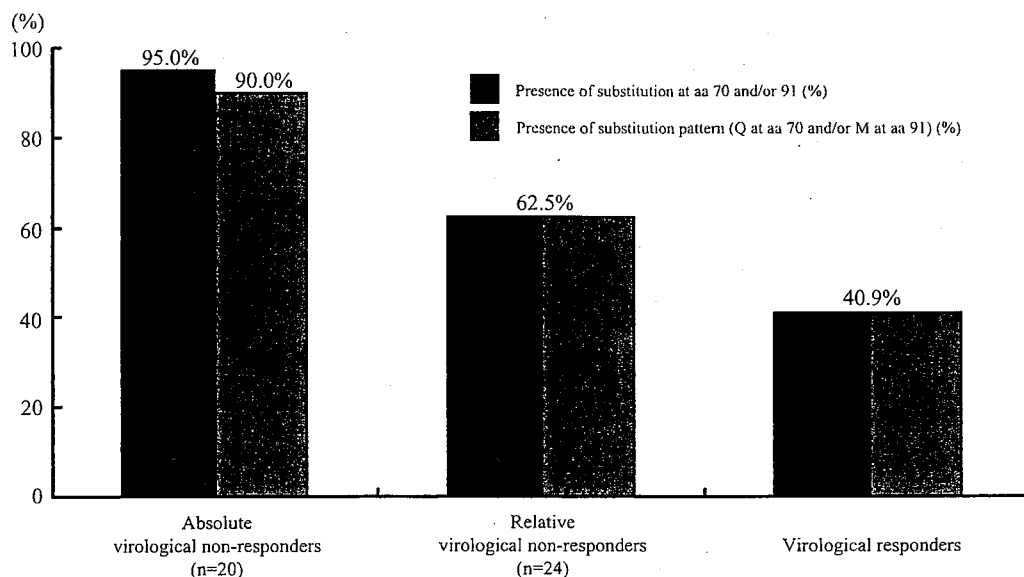 (%)
100
80
60
40
20
0
95.0%
90.0%
62.5%
40.9%
Presence of substitution at aa 70 and/or 91 (%)
Presence of substitution pattern (Q at aa 70 and/or M at aa 91) (%)
Absolute
virological non-responders
(n=20)
Relative
virological non-responders
(n=24)
Virological responders